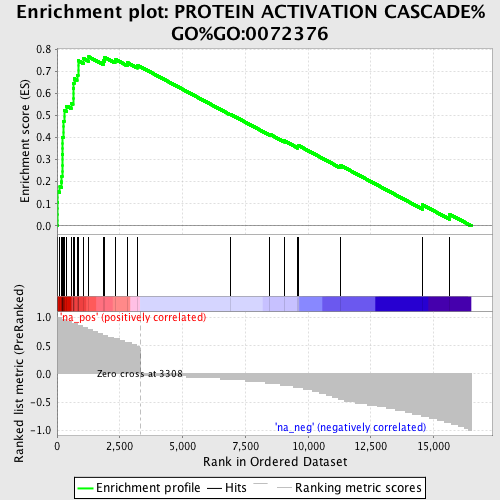 Enrichment plot: PROTEIN ACTIVATION CASCADE%
GO%GO:0072376
Enrichment score (ES)
0.8
0.7
0.6
0.5
0.4
0.3
0.2
0.1
0.0
Ranked list metric (PreRanked)
1.0
0.5
0.0
-0.5
-1.0
'na_pos' (positively correlated)
Zero cross at 3308
'na_neg' (negatively correlated)
0
2,500
5,000
7,500
10,000
12,500
15,000
Rank in Ordered Dataset
Enrichment profile
Hits
Ranking metric scores